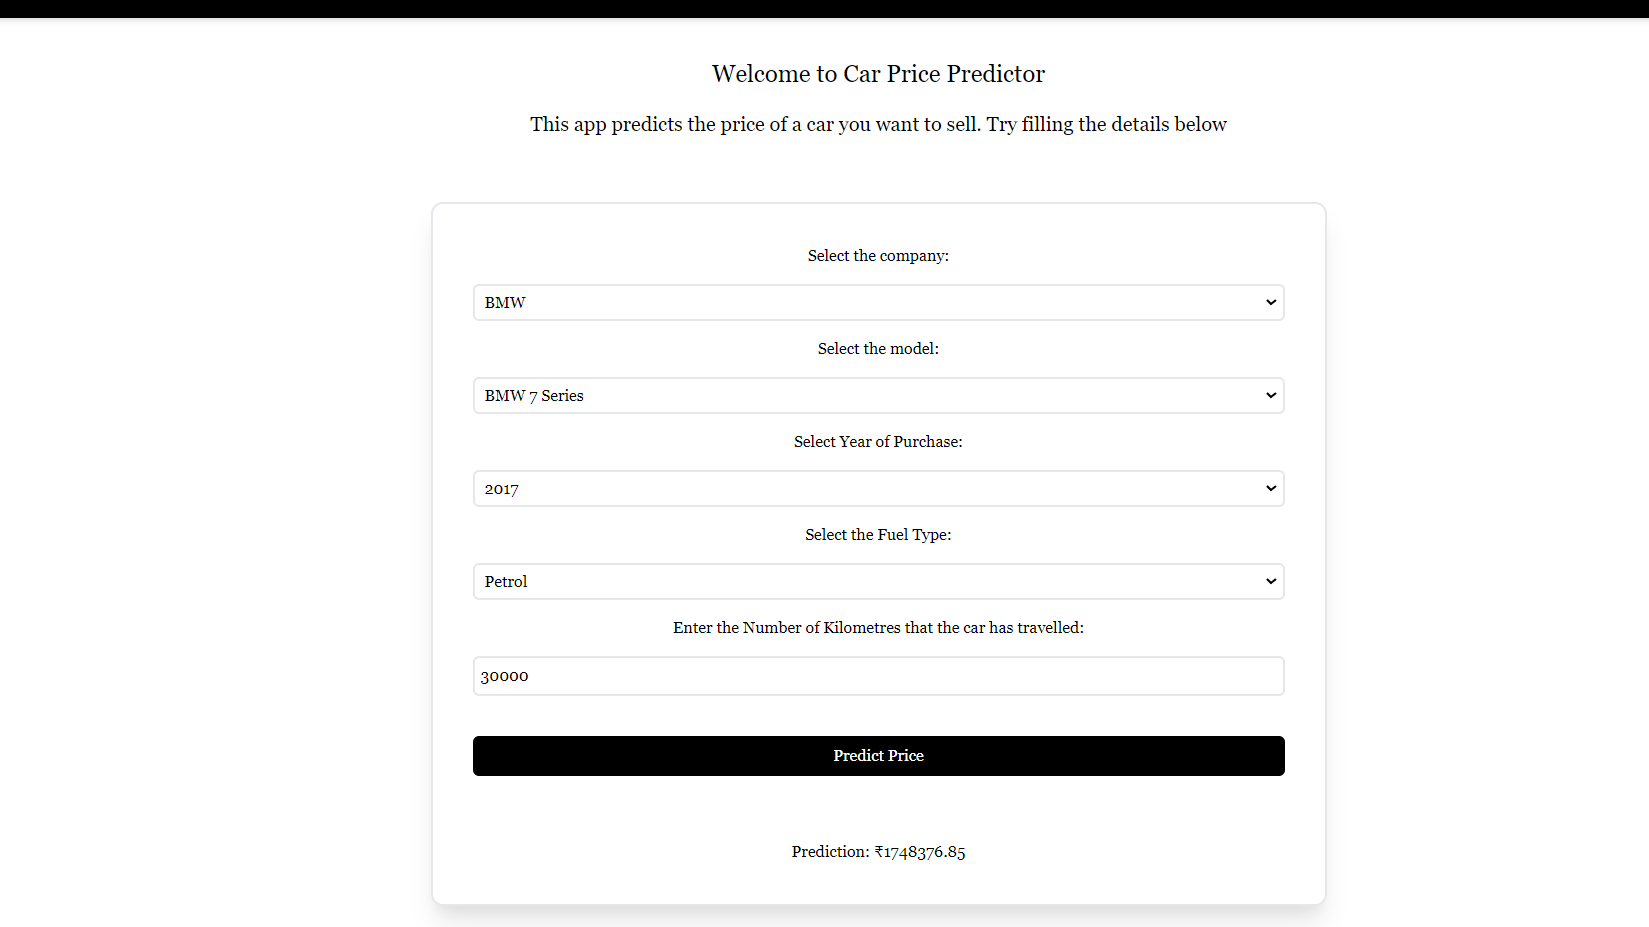 Welcome to Car Price Predictor
This app predicts the price of a car you want to sell. Try filling the details below
Select the company:
BMW
Select the model:
BMW 7 Series
Select Year of Purchase:
2017
Select the Fuel Type:
Petrol
Enter the Number of Kilometres that the car has travelled:
30000
Predict Price
Prediction: ₹1748376.85